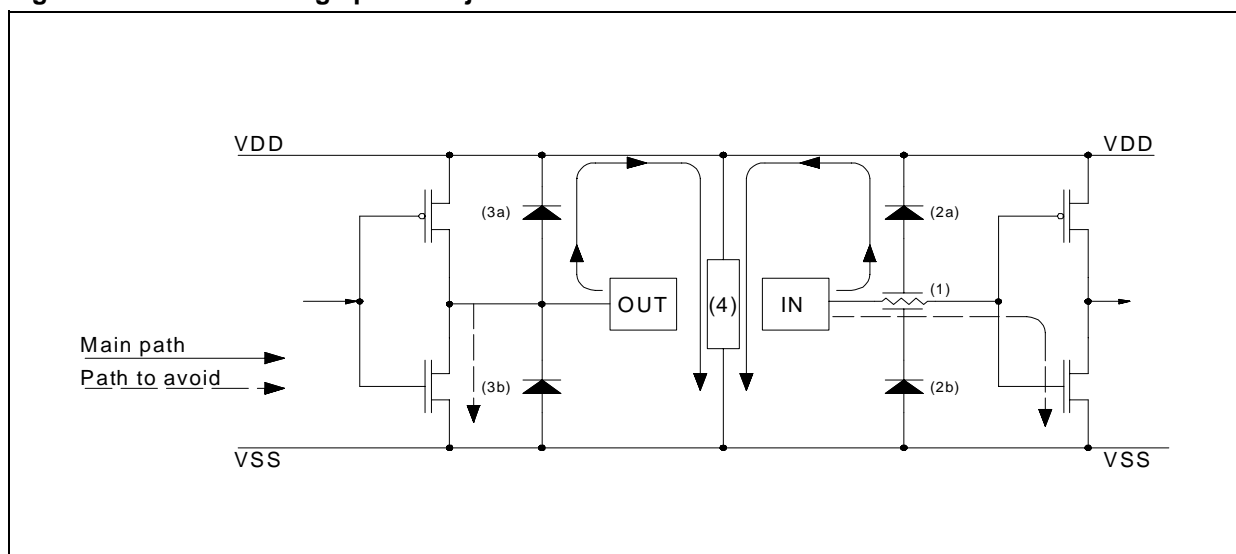 VDD
VDD
(3a)
(2a)
(1)
OUT
(4)
IN
Main path
Path to avoid
(3b)
(2b)
VSS
VSS